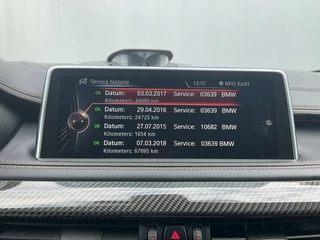 Service historie 13:12 NPO Rad1
OK Datum: 03.03.2017 Service: 03639 BMW
Kilometers: 46090 km
OK Datum: 29.04.2016 Service: 03639 BMW
Kilometers: 24725 km
OK Datum: 27.07.2015 Service: 10682 BMW
Kilometers: 1654 km
OK Datum: 07.03.2018 Service: 03639 BMW
Kilometers: 67695 km